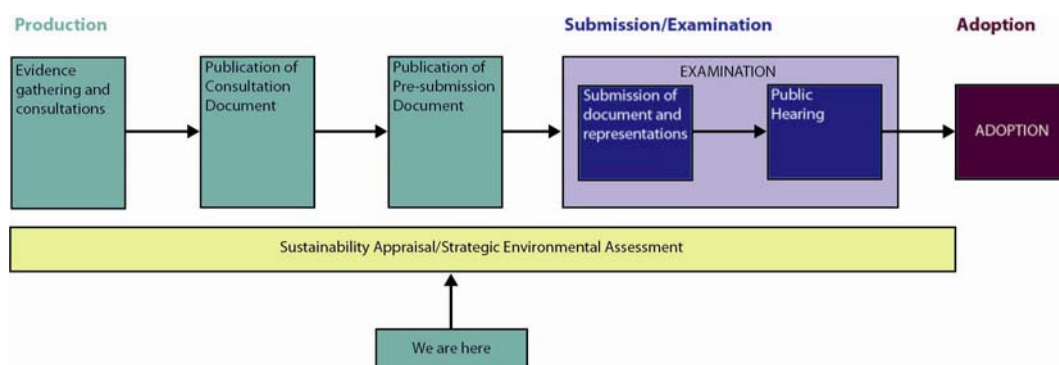 Production
Submission/Examination
Adoption
Evidence
gathering and
consultations
Publication of
Consultation
Document
Publication of
Pre-submission
Document
EXAMINATION
Submission of
document and
representations
Public
Hearing
ADOPTION
Sustainability Appraisal/Strategic Environmental Assessment
We are here